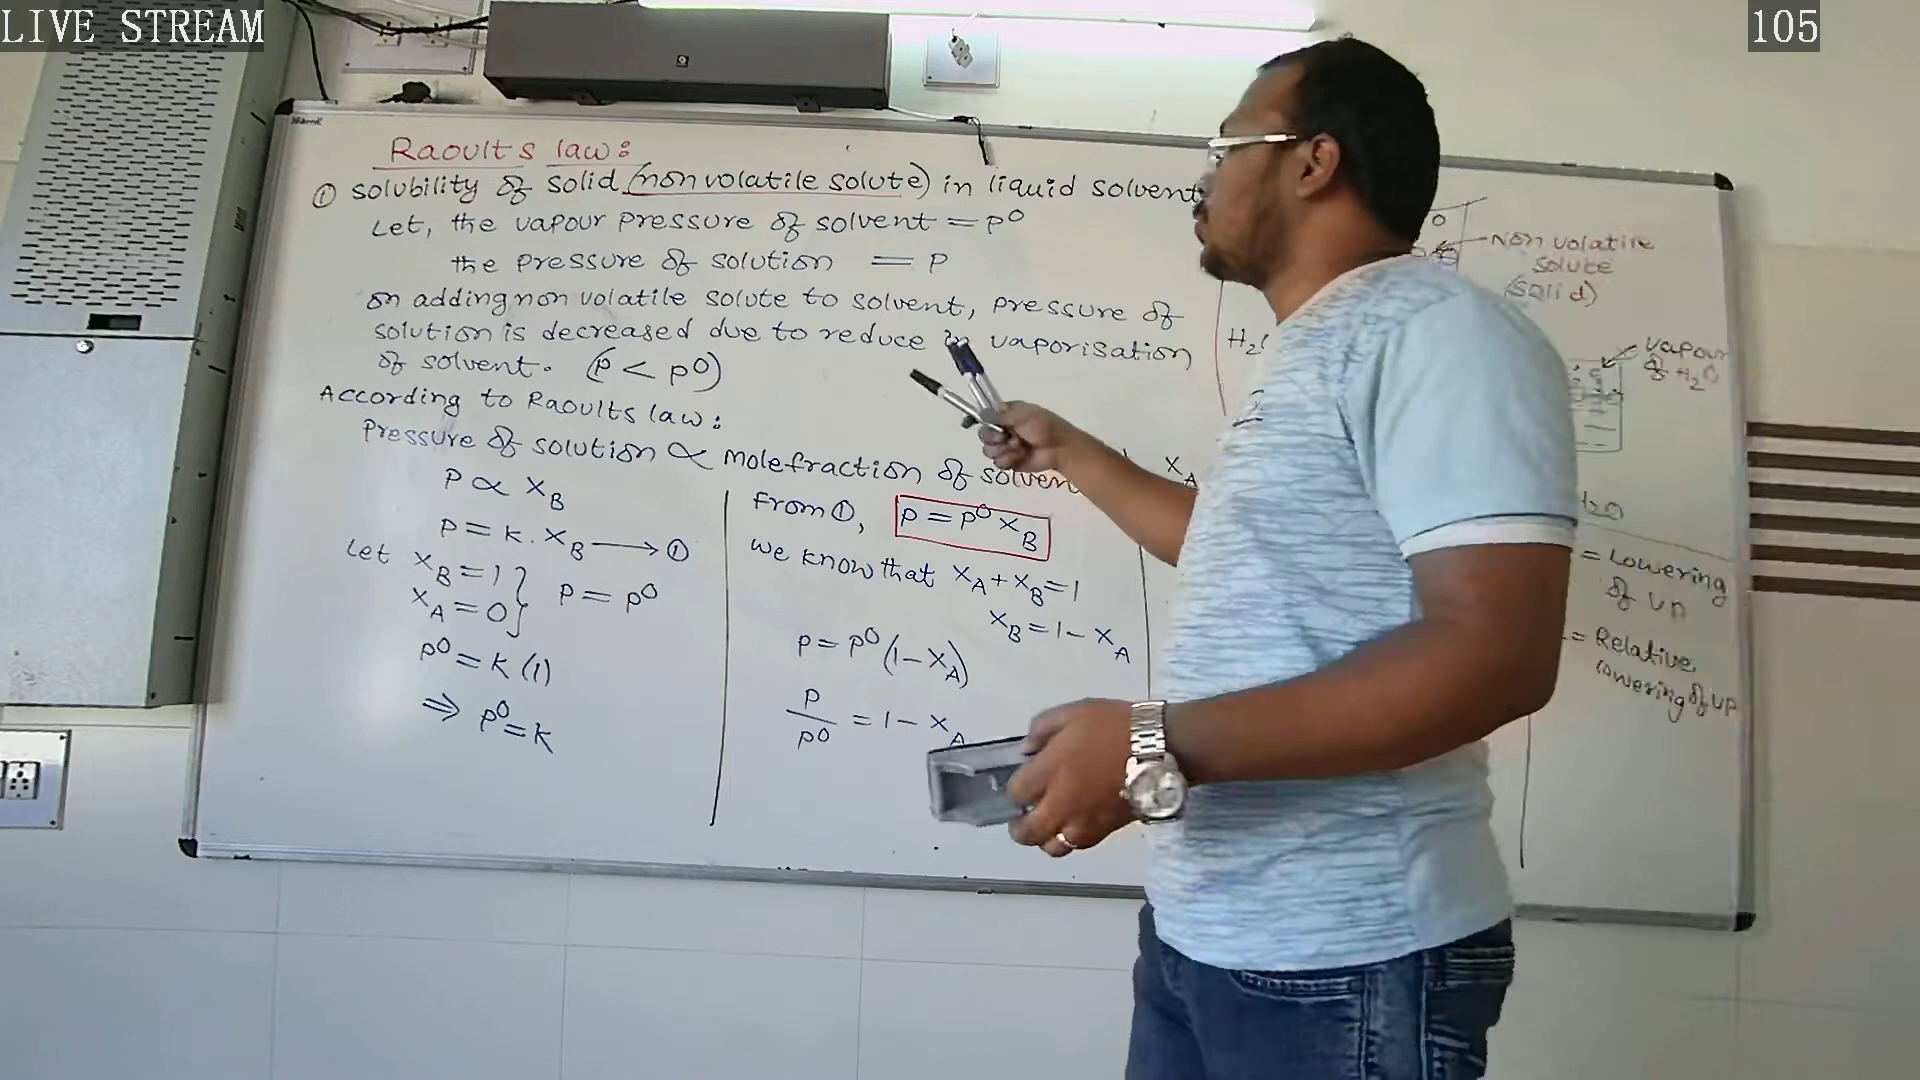 LIVE STREAM
105
Raoults law:
① solubility of solid (non volatile solute) in liquid solvent
Let, the vapour pressure of solvent = p⁰
the pressure of solution = p
on adding non volatile solute to solvent, pressure of
solution is decreased due to reduce in vaporisation
of solvent. (p < p⁰)
According to Raoults law:
Pressure of solution ∝ molefraction of solvent
P ∝ X_B
P = K . X_B → ①
Let X_B = 1
X_A = 0 } P = p⁰
p⁰ = K (1)
⇒ p⁰ = K
From ①, P = p⁰ X_B
we know that X_A + X_B = 1
X_B = 1 - X_A
P = p⁰ (1 - X_A)
P/p⁰ = 1 - X_A
X_A
Non volatile
solute
(solid)
vapour
of H₂O
= Lowering
of vp
= Relative
lowering of vp